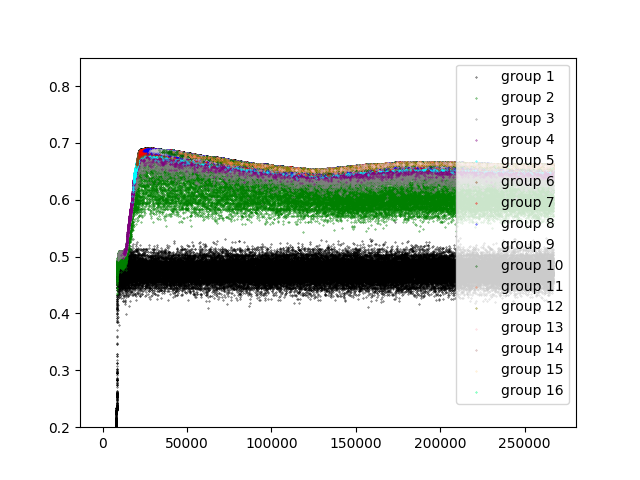 0.8
0.7
0.6
0.5
0.4
0.3
0.2
0
50000
100000
150000
200000
250000
group 1
group 2
group 3
group 4
group 5
group 6
group 7
group 8
group 9
group 10
group 11
group 12
group 13
group 14
group 15
group 16